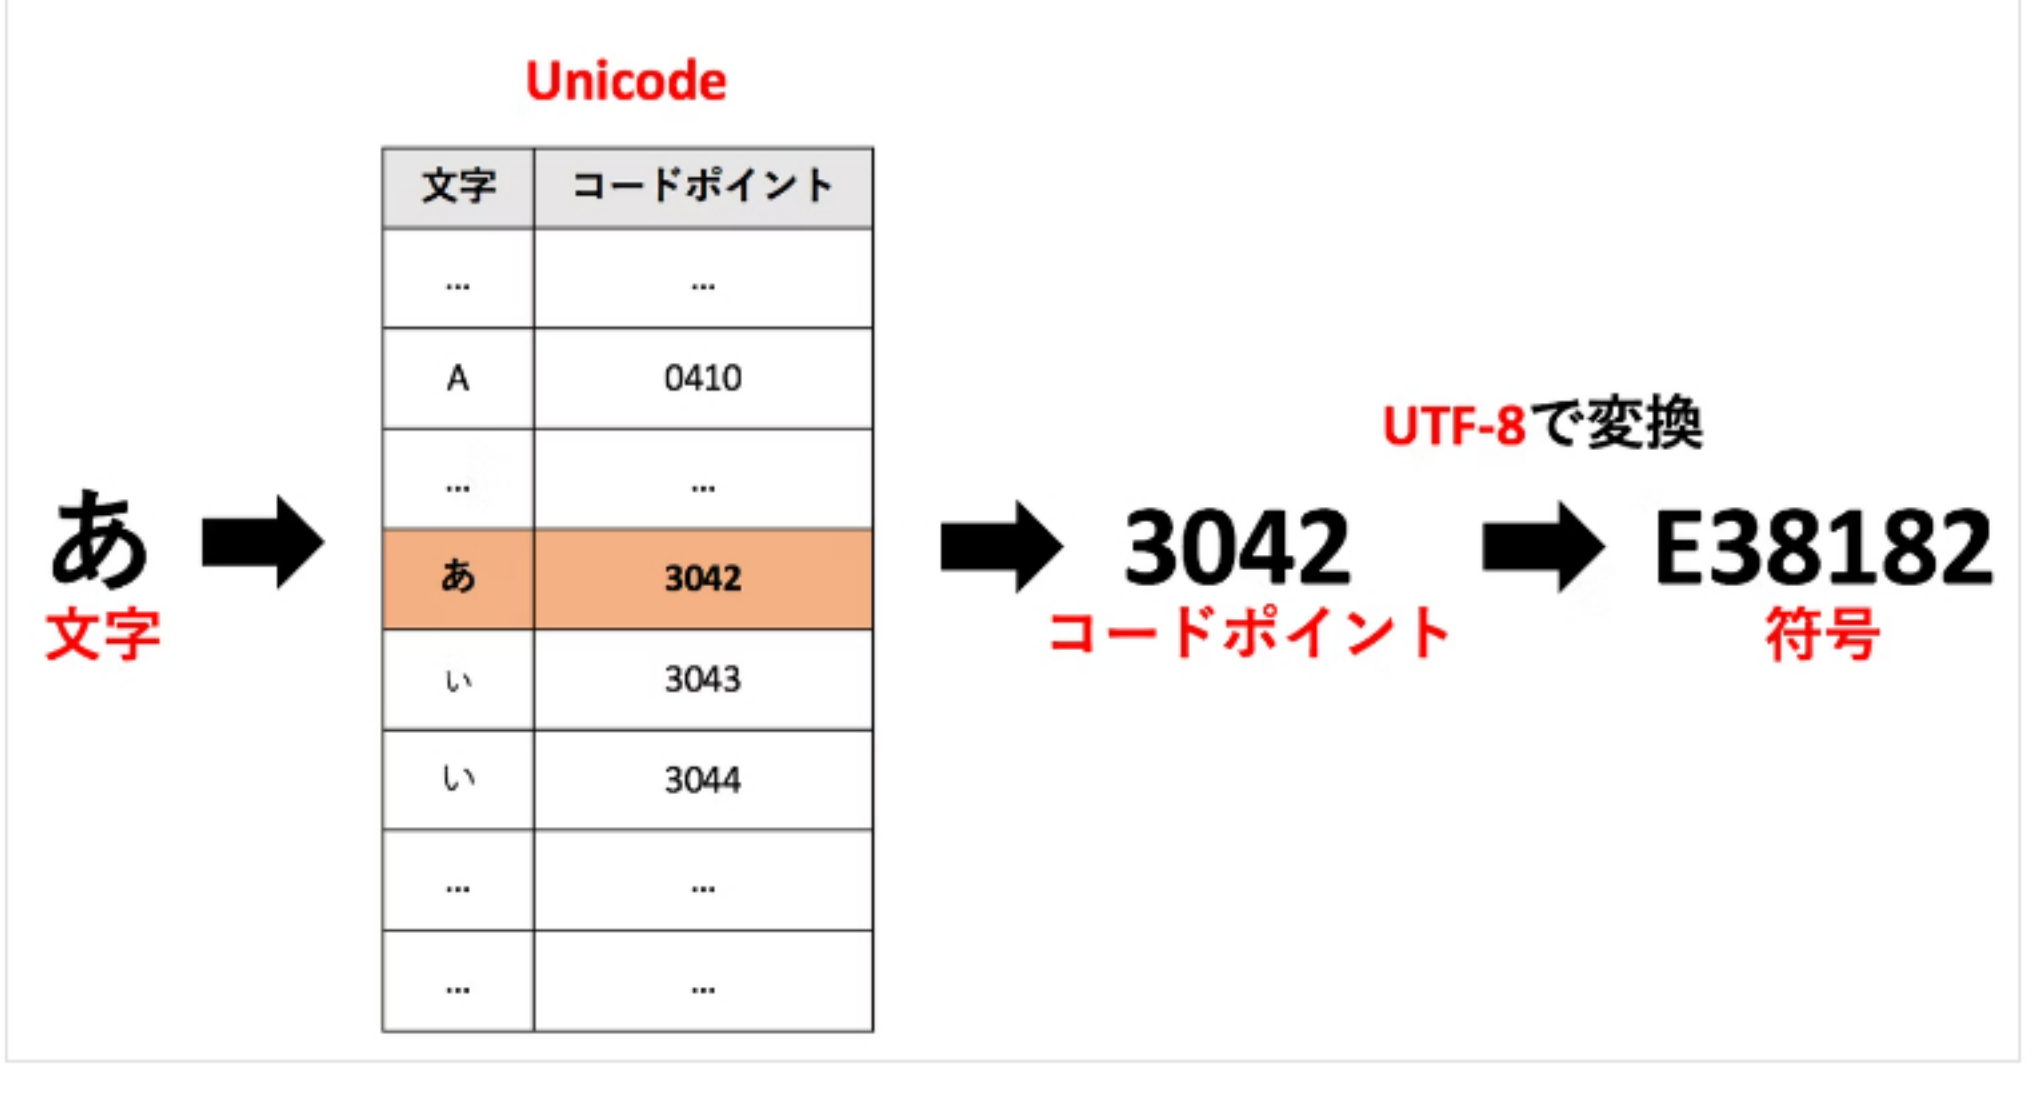 Unicode
文字 コードポイント
... ...
А 0410
... ...
あ 3042
ぃ 3043
い 3044
... ...
... ...
あ
文字
3042
コードポイント
UTF-8で変換
E38182
符号